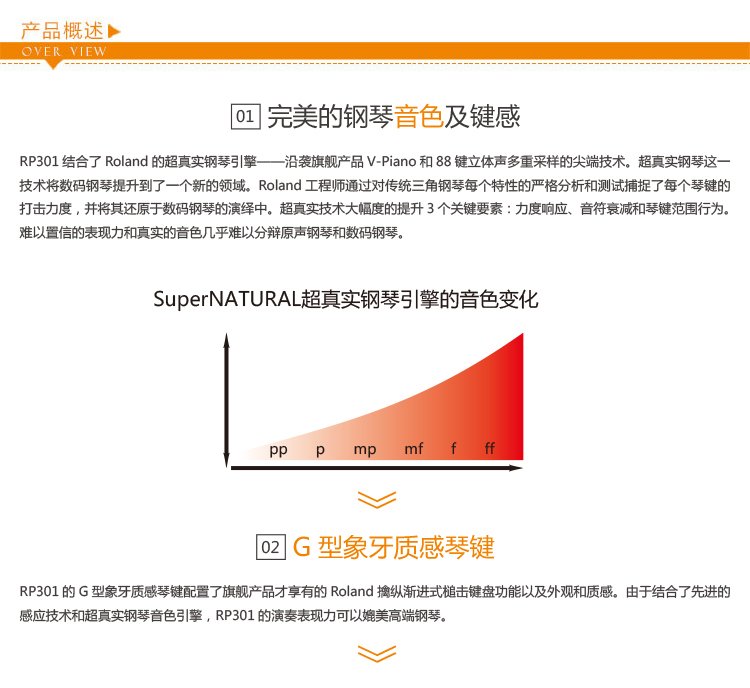 产品概述
OVER VIEW
01 完美的钢琴音色及键感
RP301 结合了 Roland 的超真实钢琴引擎——沿袭旗舰产品 V-Piano 和 88 键立体声多重采样的尖端技术。超真实钢琴这一
技术将数码钢琴提升到了一个新的领域。Roland 工程师通过对传统三角钢琴每个特性的严格分析和测试捕捉了每个琴键的
打击力度，并将其还原于数码钢琴的演绎中。超真实技术大幅度的提升 3 个关键要素：力度响应、音符衰减和琴键范围行为。
难以置信的表现力和真实的音色几乎难以分辩原声钢琴和数码钢琴。
SuperNATURAL超真实钢琴引擎的音色变化
pp p mp mf f ff
02 G 型象牙质感琴键
RP301 的 G 型象牙质感琴键配置了旗舰产品才享有的 Roland 擒纵渐进式槌击键盘功能以及外观和质感。由于结合了先进的
感应技术和超真实钢琴音色引擎，RP301 的演奏表现力可以媲美高端钢琴。